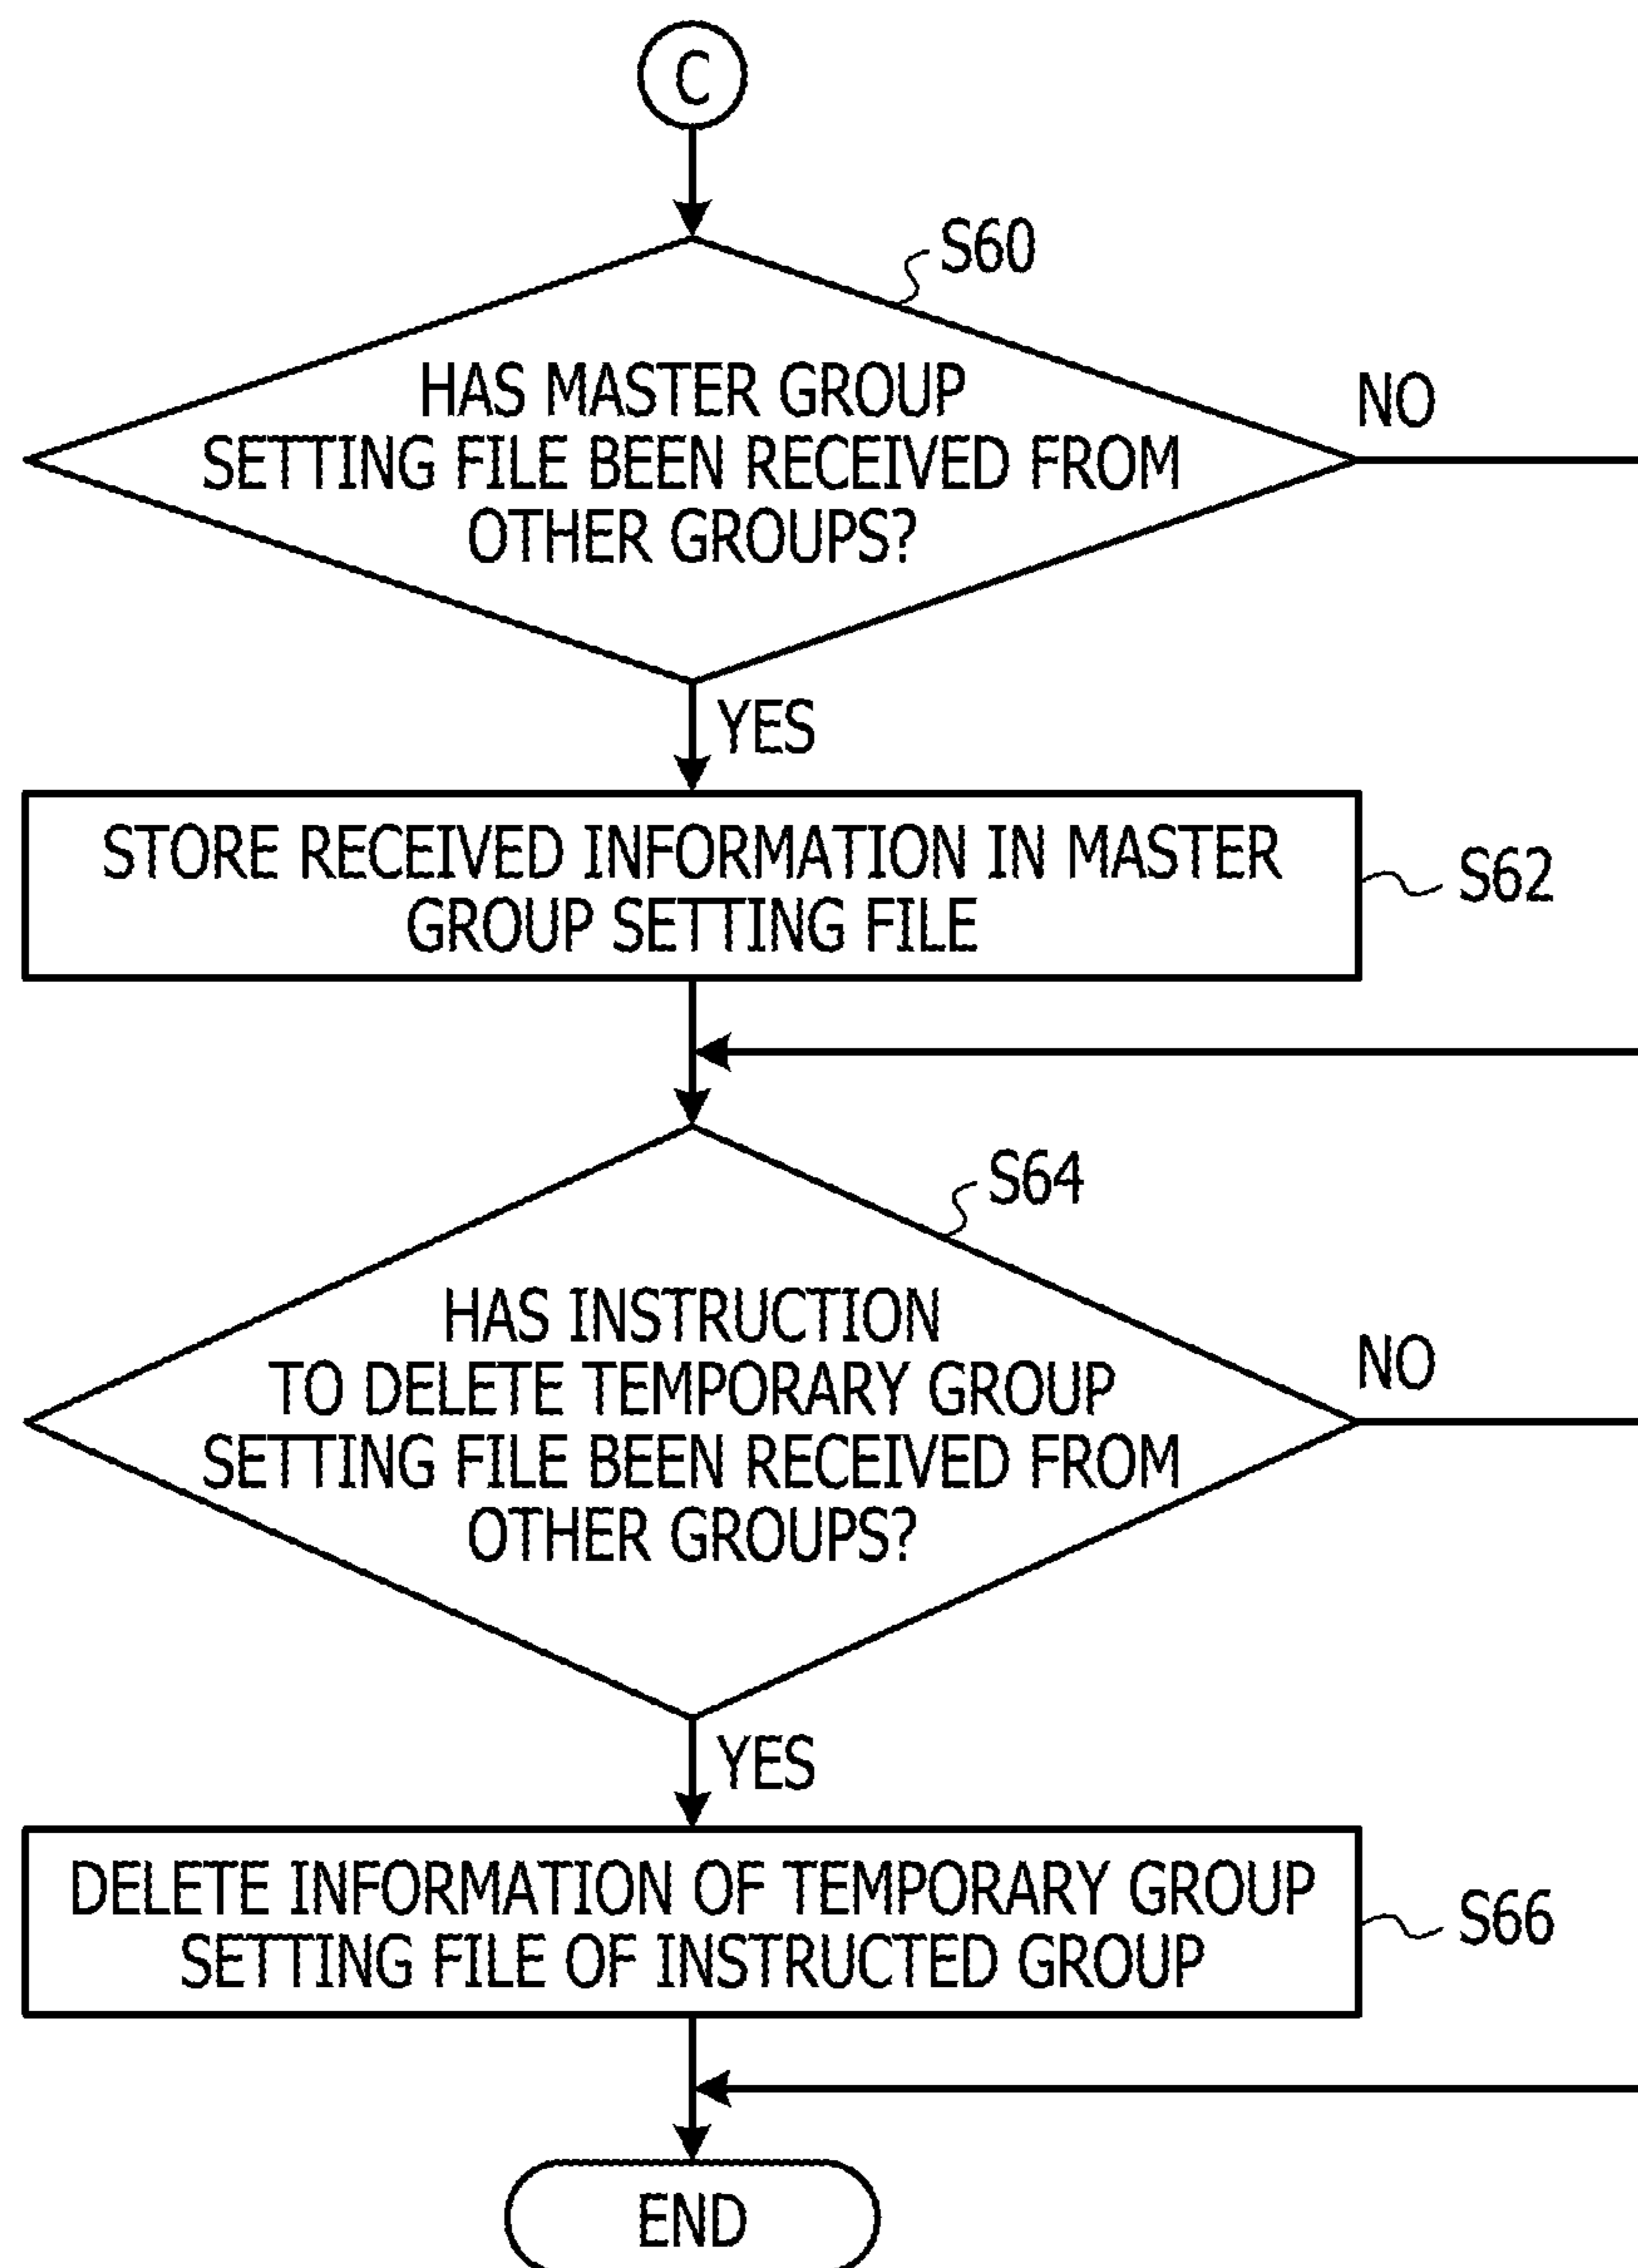 C
S60
HAS MASTER GROUP
SETTING FILE BEEN RECEIVED FROM
OTHER GROUPS?
NO
YES
STORE RECEIVED INFORMATION IN MASTER
GROUP SETTING FILE
S62
S64
HAS INSTRUCTION
TO DELETE TEMPORARY GROUP
SETTING FILE BEEN RECEIVED FROM
OTHER GROUPS?
NO
YES
DELETE INFORMATION OF TEMPORARY GROUP
SETTING FILE OF INSTRUCTED GROUP
S66
END